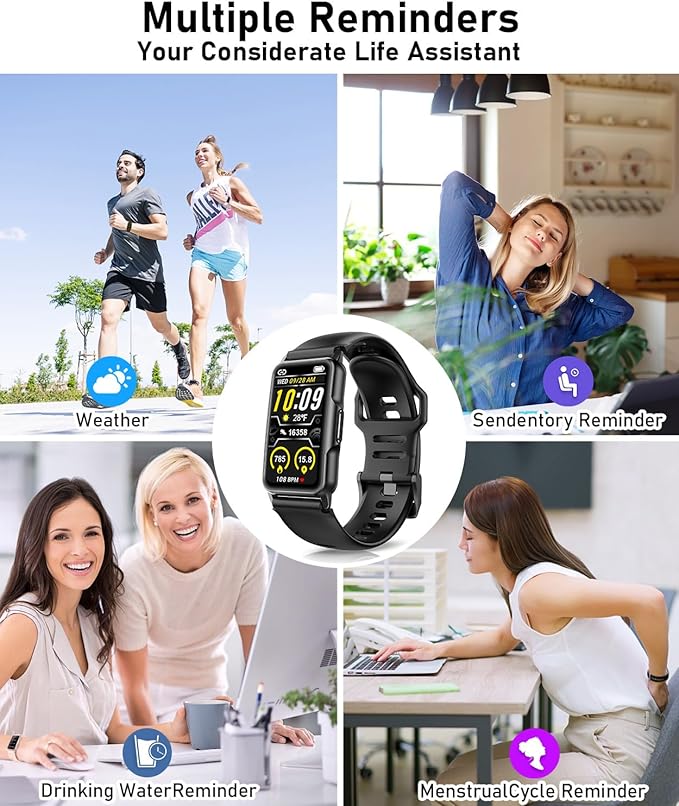 Multiple Reminders
Your Considerate Life Assistant
Weather
Sendentory Reminder
WED 09/28 AM
10:09
28°F
16358
785
15.8
108 BPM
Drinking WaterReminder
MenstrualCycle Reminder